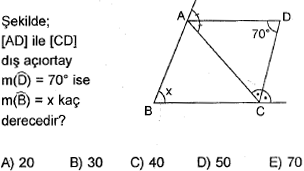 Şekilde;
[AD] ile [CD]
dış açıortay
m(D̂) = 70° ise
m(B̂) = x kaç
derecedir?
A
D
70°
B
x
C
A) 20 B) 30 C) 40 D) 50 E) 70